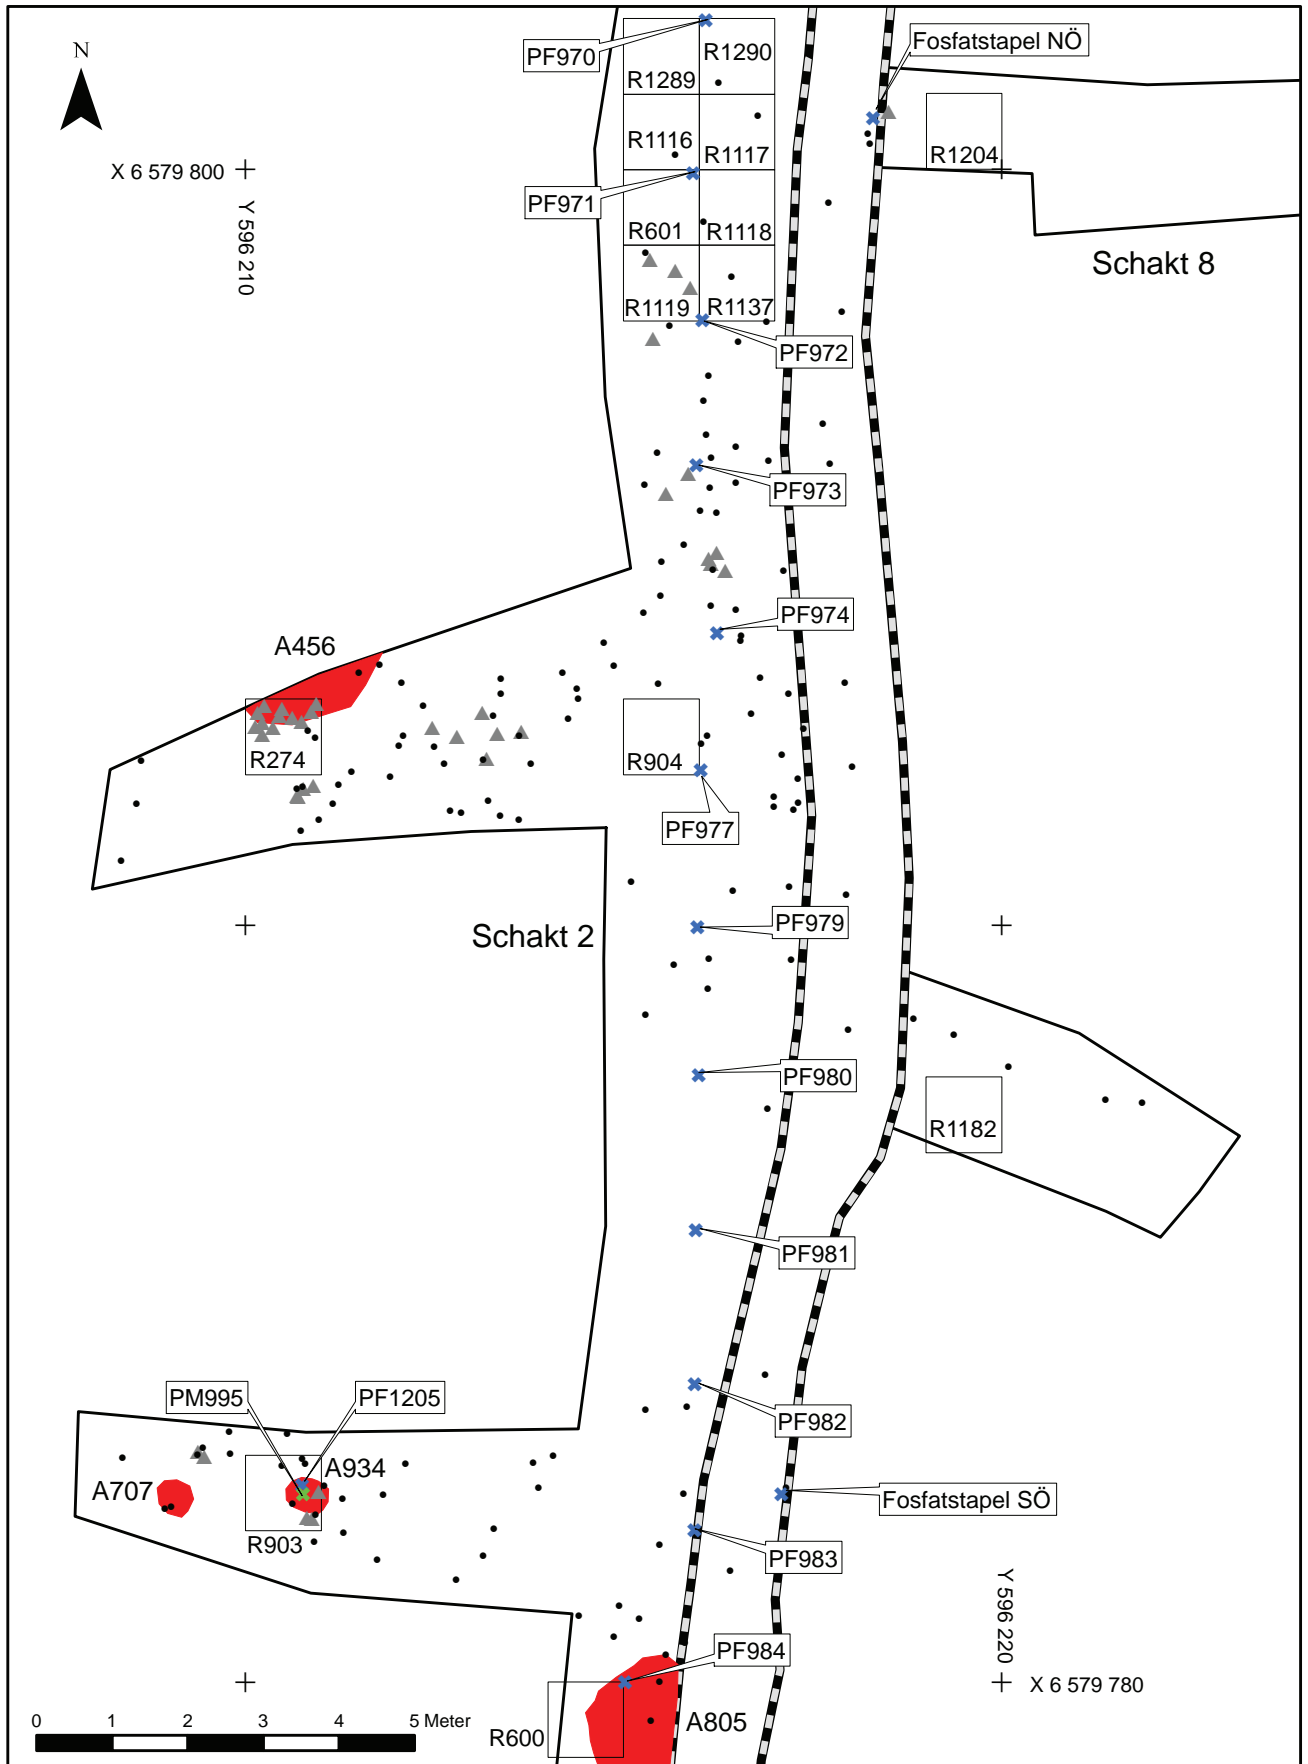 Fosfatstapel NÖ
N
PF970
R1290
R1289
R1116
R1117
R1204
X 6 579 800
PF971
Y 596 210
R601
R1118
Schakt 8
R1119
R1137
PF972
PF973
PF974
A456
R274
R904
PF977
Schakt 2
PF979
PF980
R1182
PF981
PM995
PF1205
PF982
A934
A707
Fosfatstapel SÖ
R903
PF983
Y 596 220
PF984
X 6 579 780
A805
R600
0 1 2 3 4 5 Meter